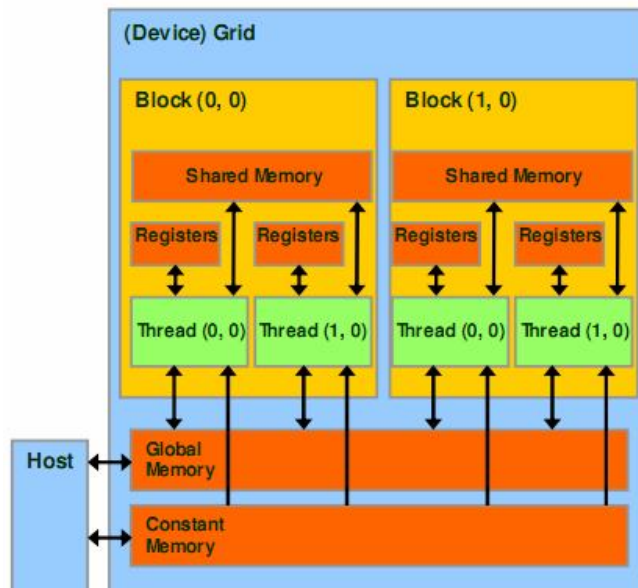 (Device) Grid
Block (0, 0)
Block (1, 0)
Shared Memory
Shared Memory
Registers
Registers
Registers
Registers
Thread (0, 0)
Thread (1, 0)
Thread (0, 0)
Thread (1, 0)
Host
Global
Memory
Constant
Memory